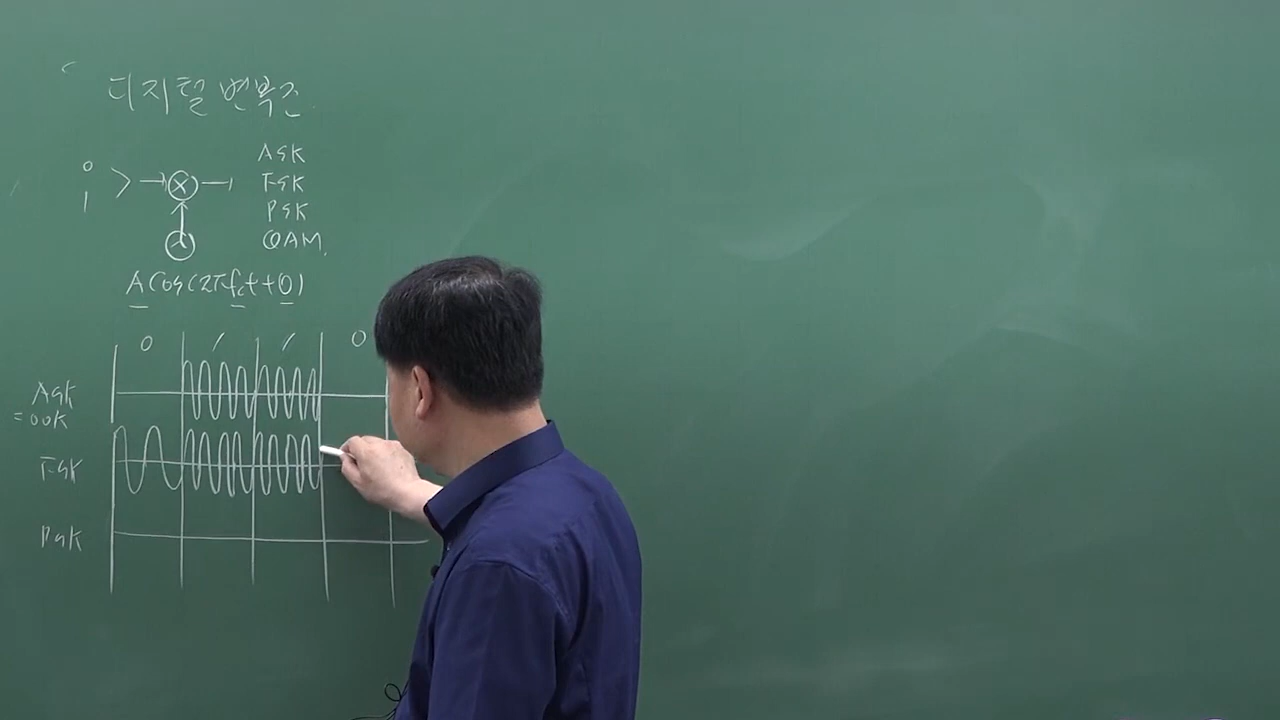 디지털 변복조
0
1
ASK
FSK
PSK
QAM.
A cos(2πfct+θ)
0 1 1 0
ASK
=OOK
FSK
PSK